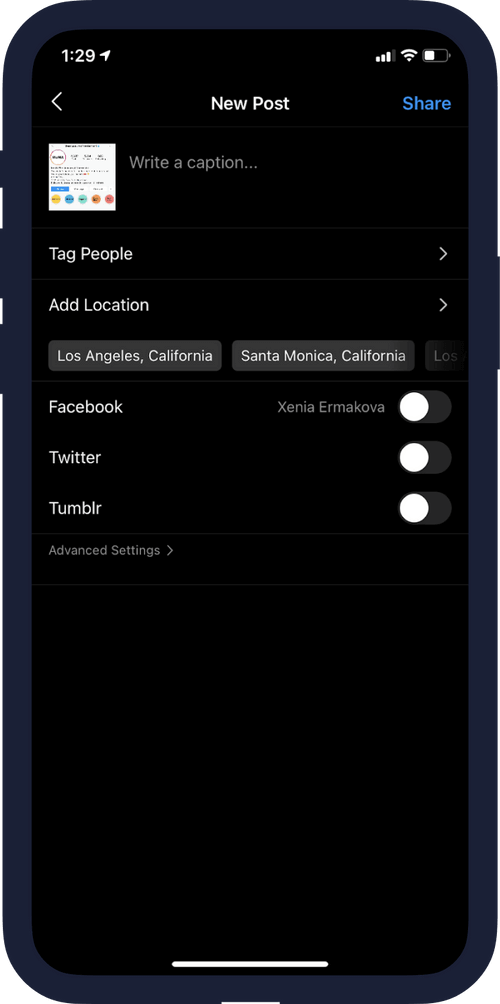 1:29
New Post
Share
Write a caption...
Tag People
Add Location
Los Angeles, California
Santa Monica, California
Los
Facebook
Xenia Ermakova
Twitter
Tumblr
Advanced Settings